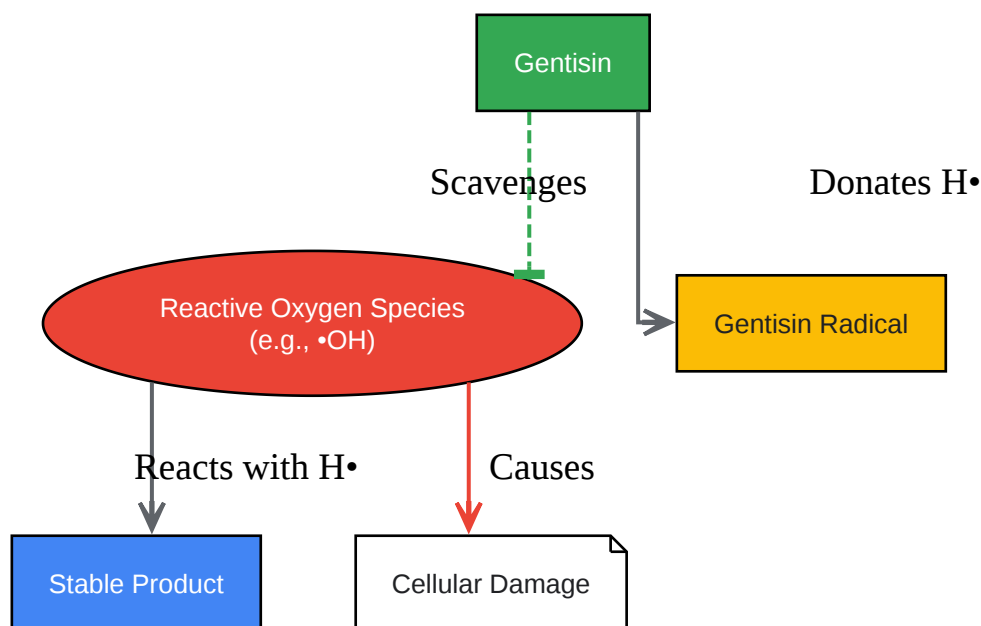 Gentisin
Scavenges
Donates H•
Reactive Oxygen Species
(e.g., •OH)
Gentisin Radical
Reacts with H•
Causes
Stable Product
Cellular Damage